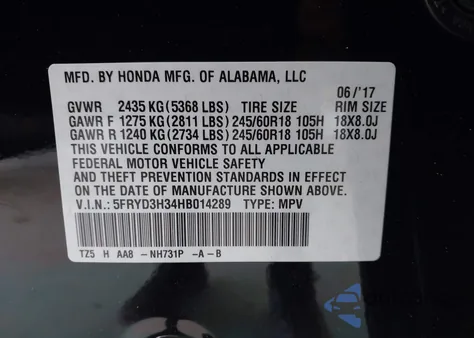 MFD. BY HONDA MFG. OF ALABAMA, LLC
06/'17
GVWR 2435 KG (5368 LBS) TIRE SIZE RIM SIZE
GAWR F 1275 KG (2811 LBS) 245/60R18 105H 18X8.0J
GAWR R 1240 KG (2734 LBS) 245/60R18 105H 18X8.0J
THIS VEHICLE CONFORMS TO ALL APPLICABLE
FEDERAL MOTOR VEHICLE SAFETY
AND THEFT PREVENTION STANDARDS IN EFFECT
ON THE DATE OF MANUFACTURE SHOWN ABOVE.
V.I.N.: 5FRYD3H34HB014289 TYPE: MPV
TZ5 H AA8 -NH731P -A-B